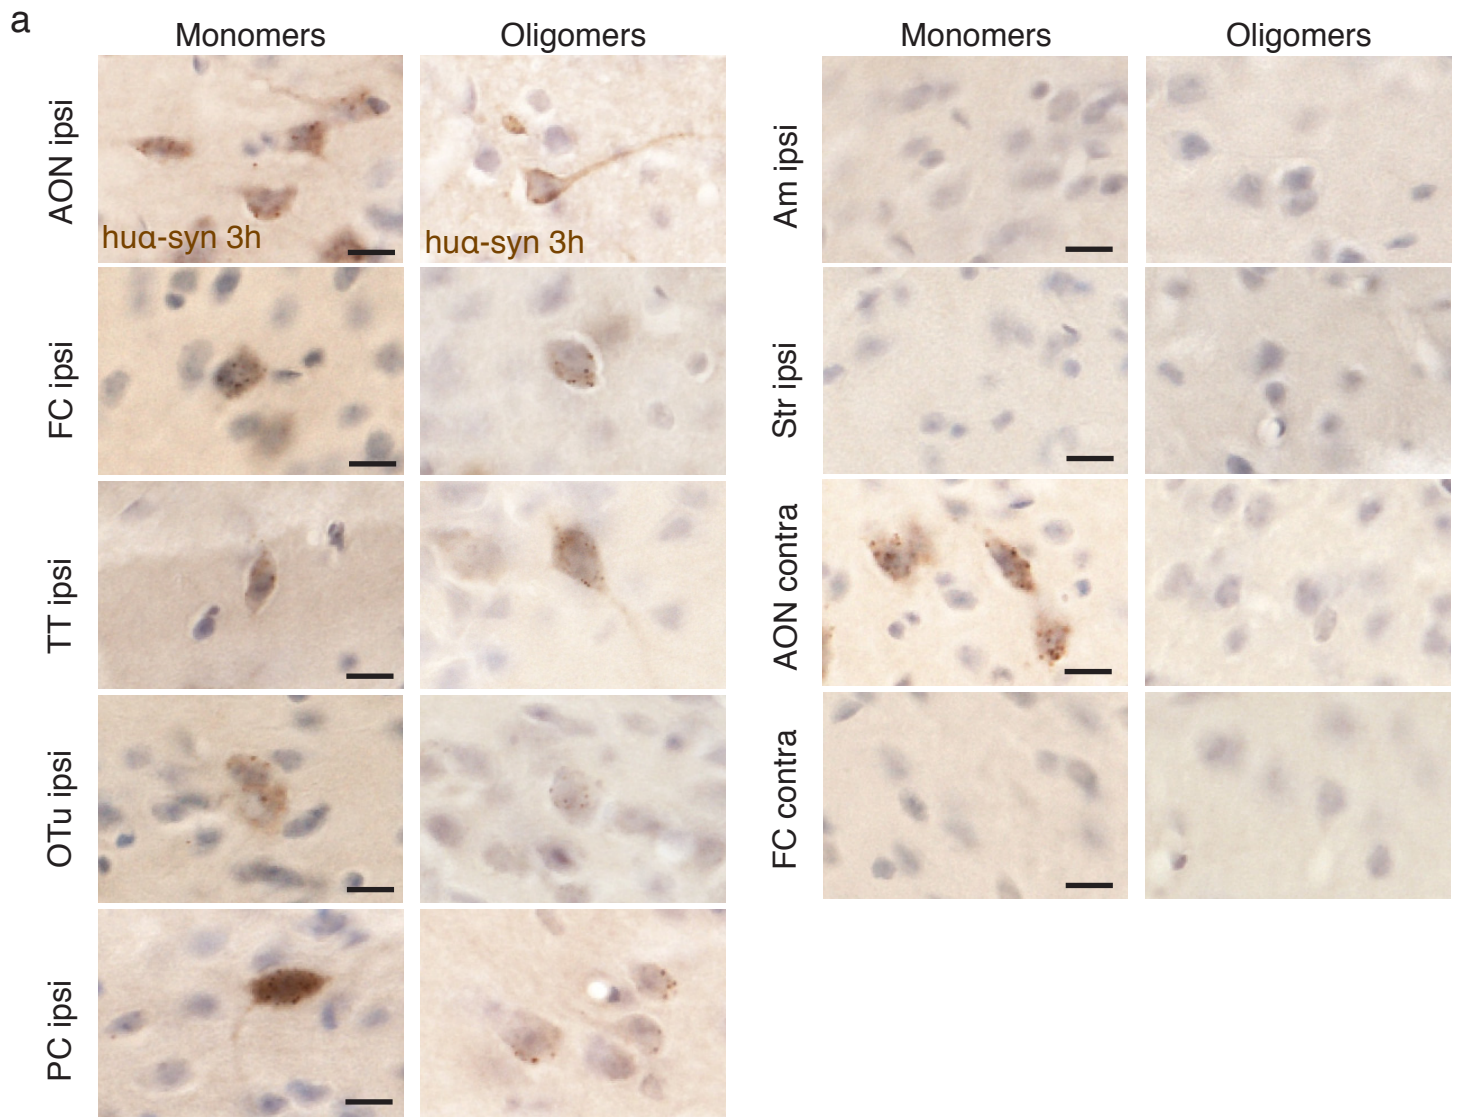 a
Monomers
Oligomers
Monomers
Oligomers
AON ipsi
huα-syn 3h
huα-syn 3h
Am ipsi
FC ipsi
Str ipsi
TT ipsi
AON contra
OTu ipsi
FC contra
PC ipsi